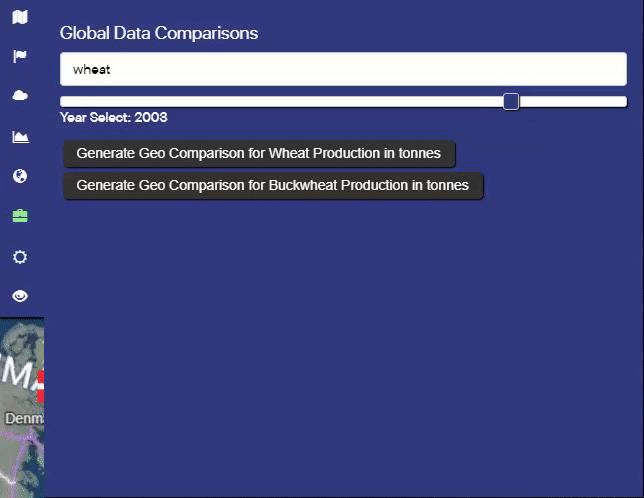 Global Data Comparisons
wheat
Year Select: 2003
Generate Geo Comparison for Wheat Production in tonnes
Generate Geo Comparison for Buckwheat Production in tonnes
MA
Denm